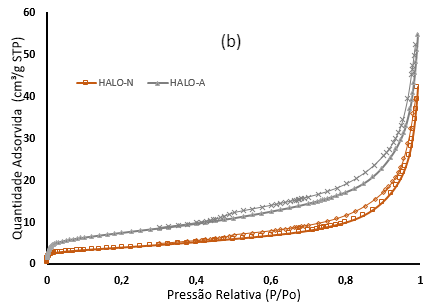 60
(b)
50
HALO-N HALO-A
40
30
20
10
0
Quantidade Adsorvida (cm³/g STP)
0 0,2 0,4 0,6 0,8 1
Pressão Relativa (P/Po)